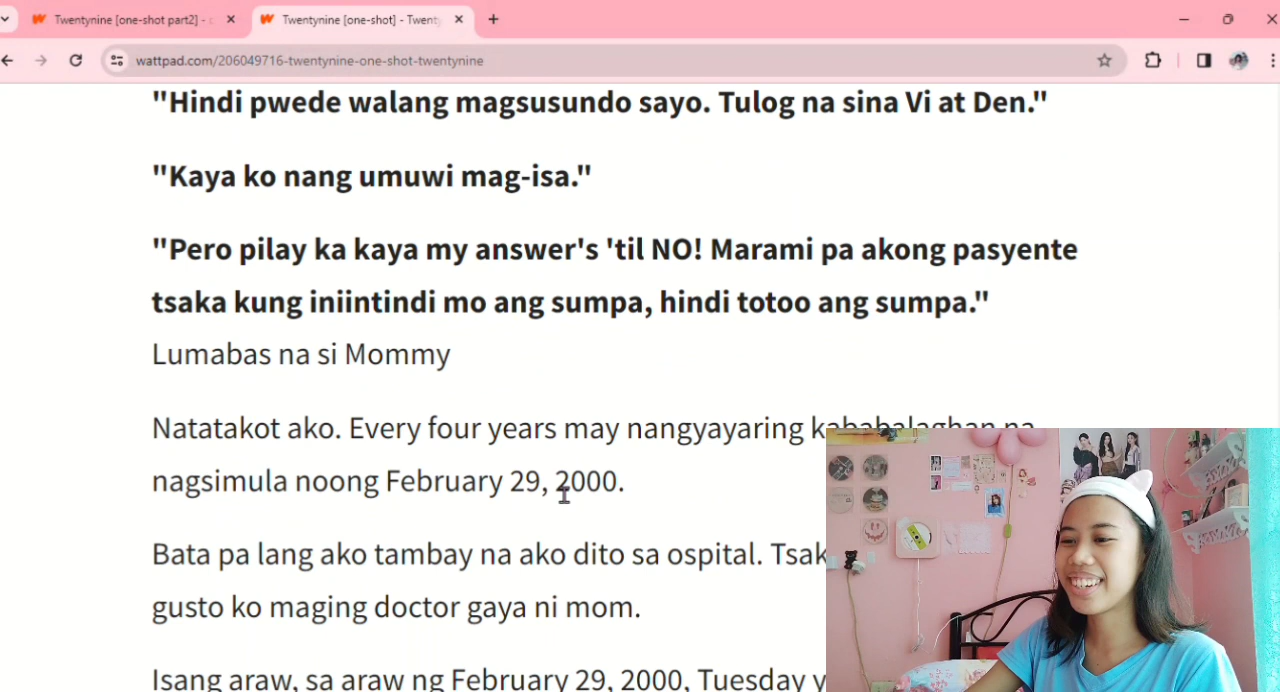 Twentynine [one-shot part2] -
Twentynine [one-shot] - Twenty
wattpad.com/206049716-twentynine-one-shot-twentynine
"Hindi pwede walang magsusundo sayo. Tulog na sina Vi at Den."
"Kaya ko nang umuwi mag-isa."
"Pero pilay ka kaya my answer's 'til NO! Marami pa akong pasyente
tsaka kung iniintindi mo ang sumpa, hindi totoo ang sumpa."
Lumabas na si Mommy
Natatakot ako. Every four years may nangyayaring kababalaghan na
nagsimula noong February 29, 2000.
Bata pa lang ako tambay na ako dito sa ospital.
gusto ko maging doctor gaya ni mom.
Isang araw, sa araw ng February 29, 2000, Tuesday